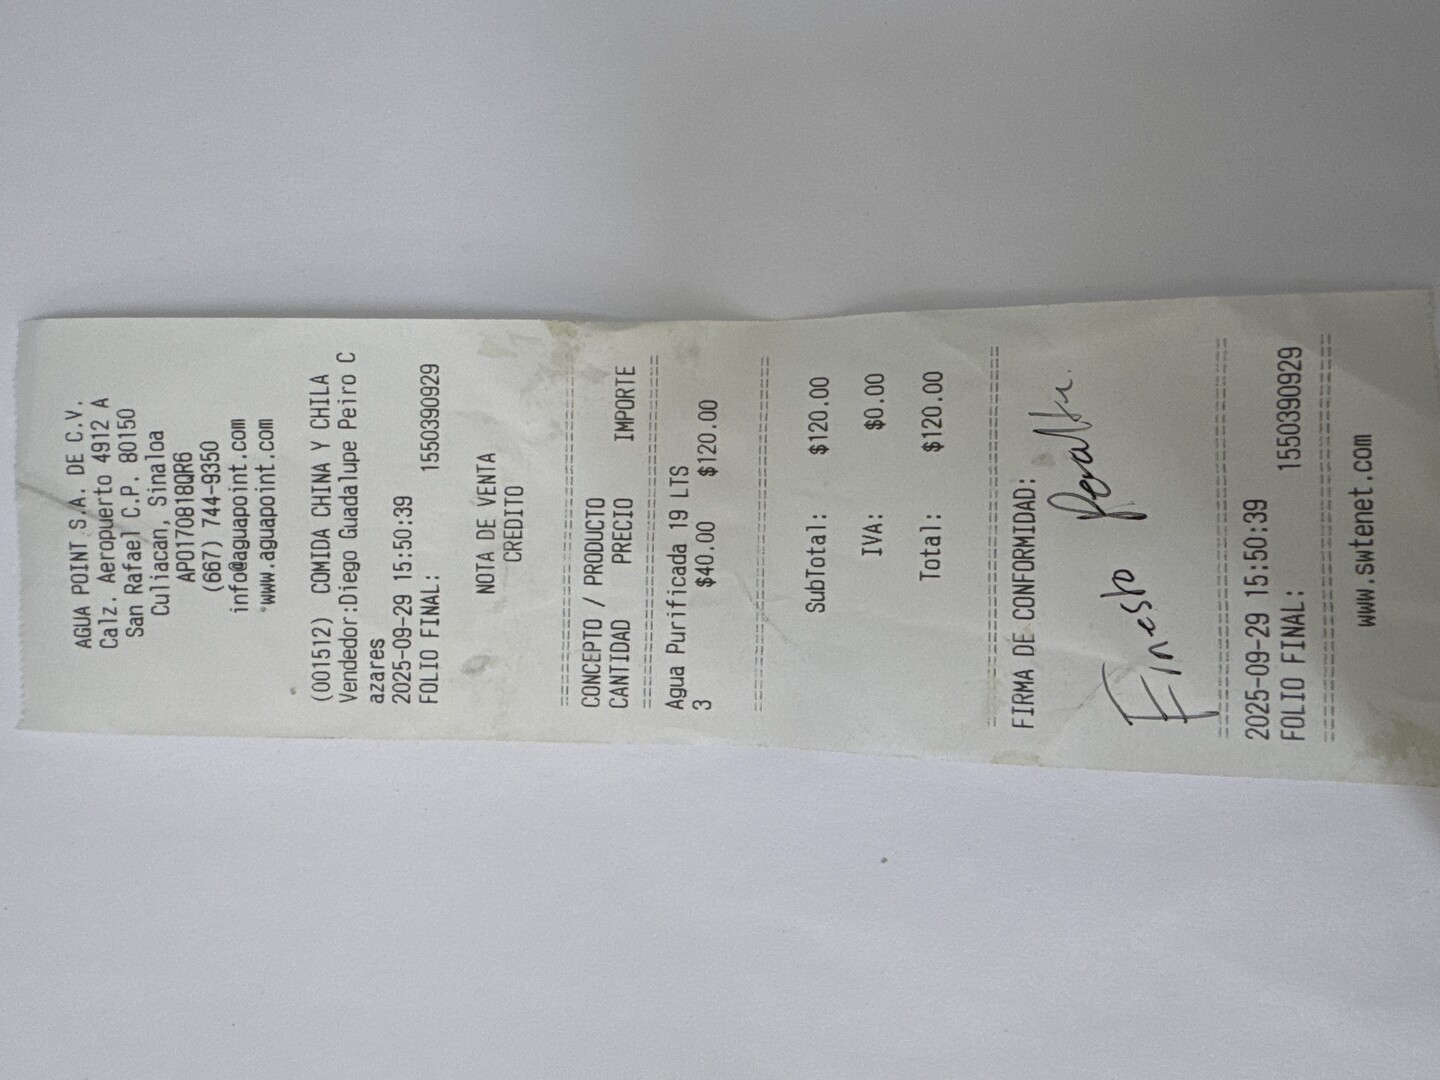 AGUA POINT S.A. DE C.V.
Calz. Aeropuerto 4912 A
San Rafael C.P. 80150
Culiacan, Sinaloa
APO170818QR6
(667) 744-9350
info@aguapoint.com
www.aguapoint.com
(001512) COMIDA CHINA Y CHILA
Vendedor:Diego Guadalupe Peiro C
azares
2025-09-29 15:50:39
FOLIO FINAL: 1550390929
NOTA DE VENTA
CREDITO
CONCEPTO / PRODUCTO
CANTIDAD PRECIO IMPORTE
Agua Purificada 19 LTS
3 $40.00 $120.00
SubTotal: $120.00
IVA: $0.00
Total: $120.00
FIRMA DE CONFORMIDAD:
Ernesto Peralta
2025-09-29 15:50:39
FOLIO FINAL: 1550390929
www.swtenet.com